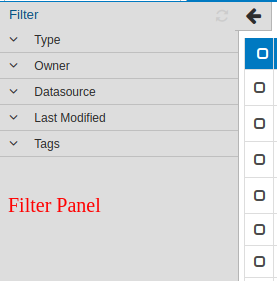 Filter
Type
Owner
Datasource
Last Modified
Tags
Filter Panel